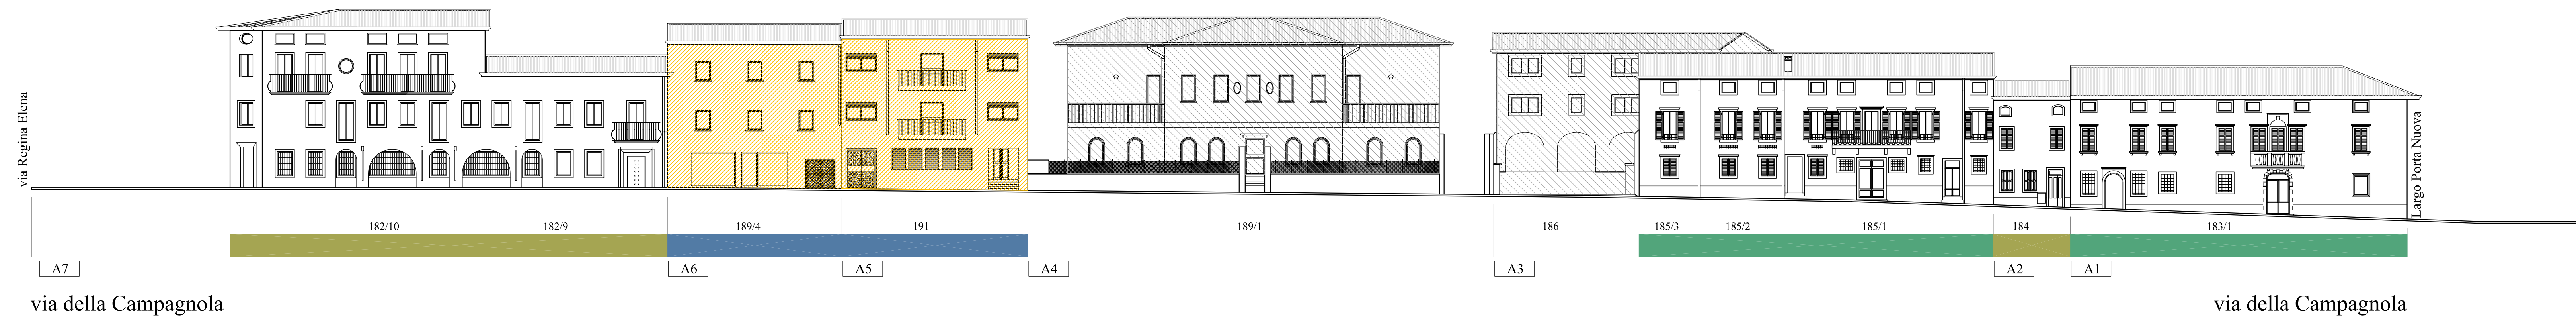 via Regina Elena
Largo Porta Nuova
182/10 182/9 189/4 191 189/1 186 185/3 185/2 185/1 184 183/1
A7 A6 A5 A4 A3 A2 A1
via della Campagnola via della Campagnola